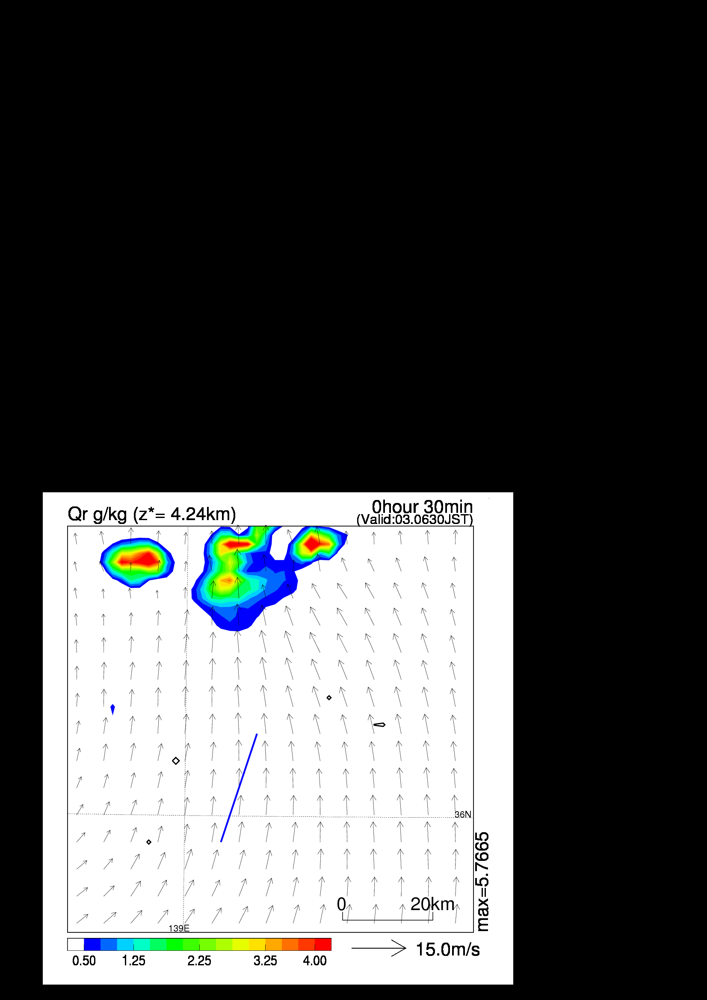 0hour 30min
Qr g/kg (z*= 4.24km)
(Valid:03.0630JST)
36N
max=5.7665
0 20km
139E
15.0m/s
0.50 1.25 2.25 3.25 4.00